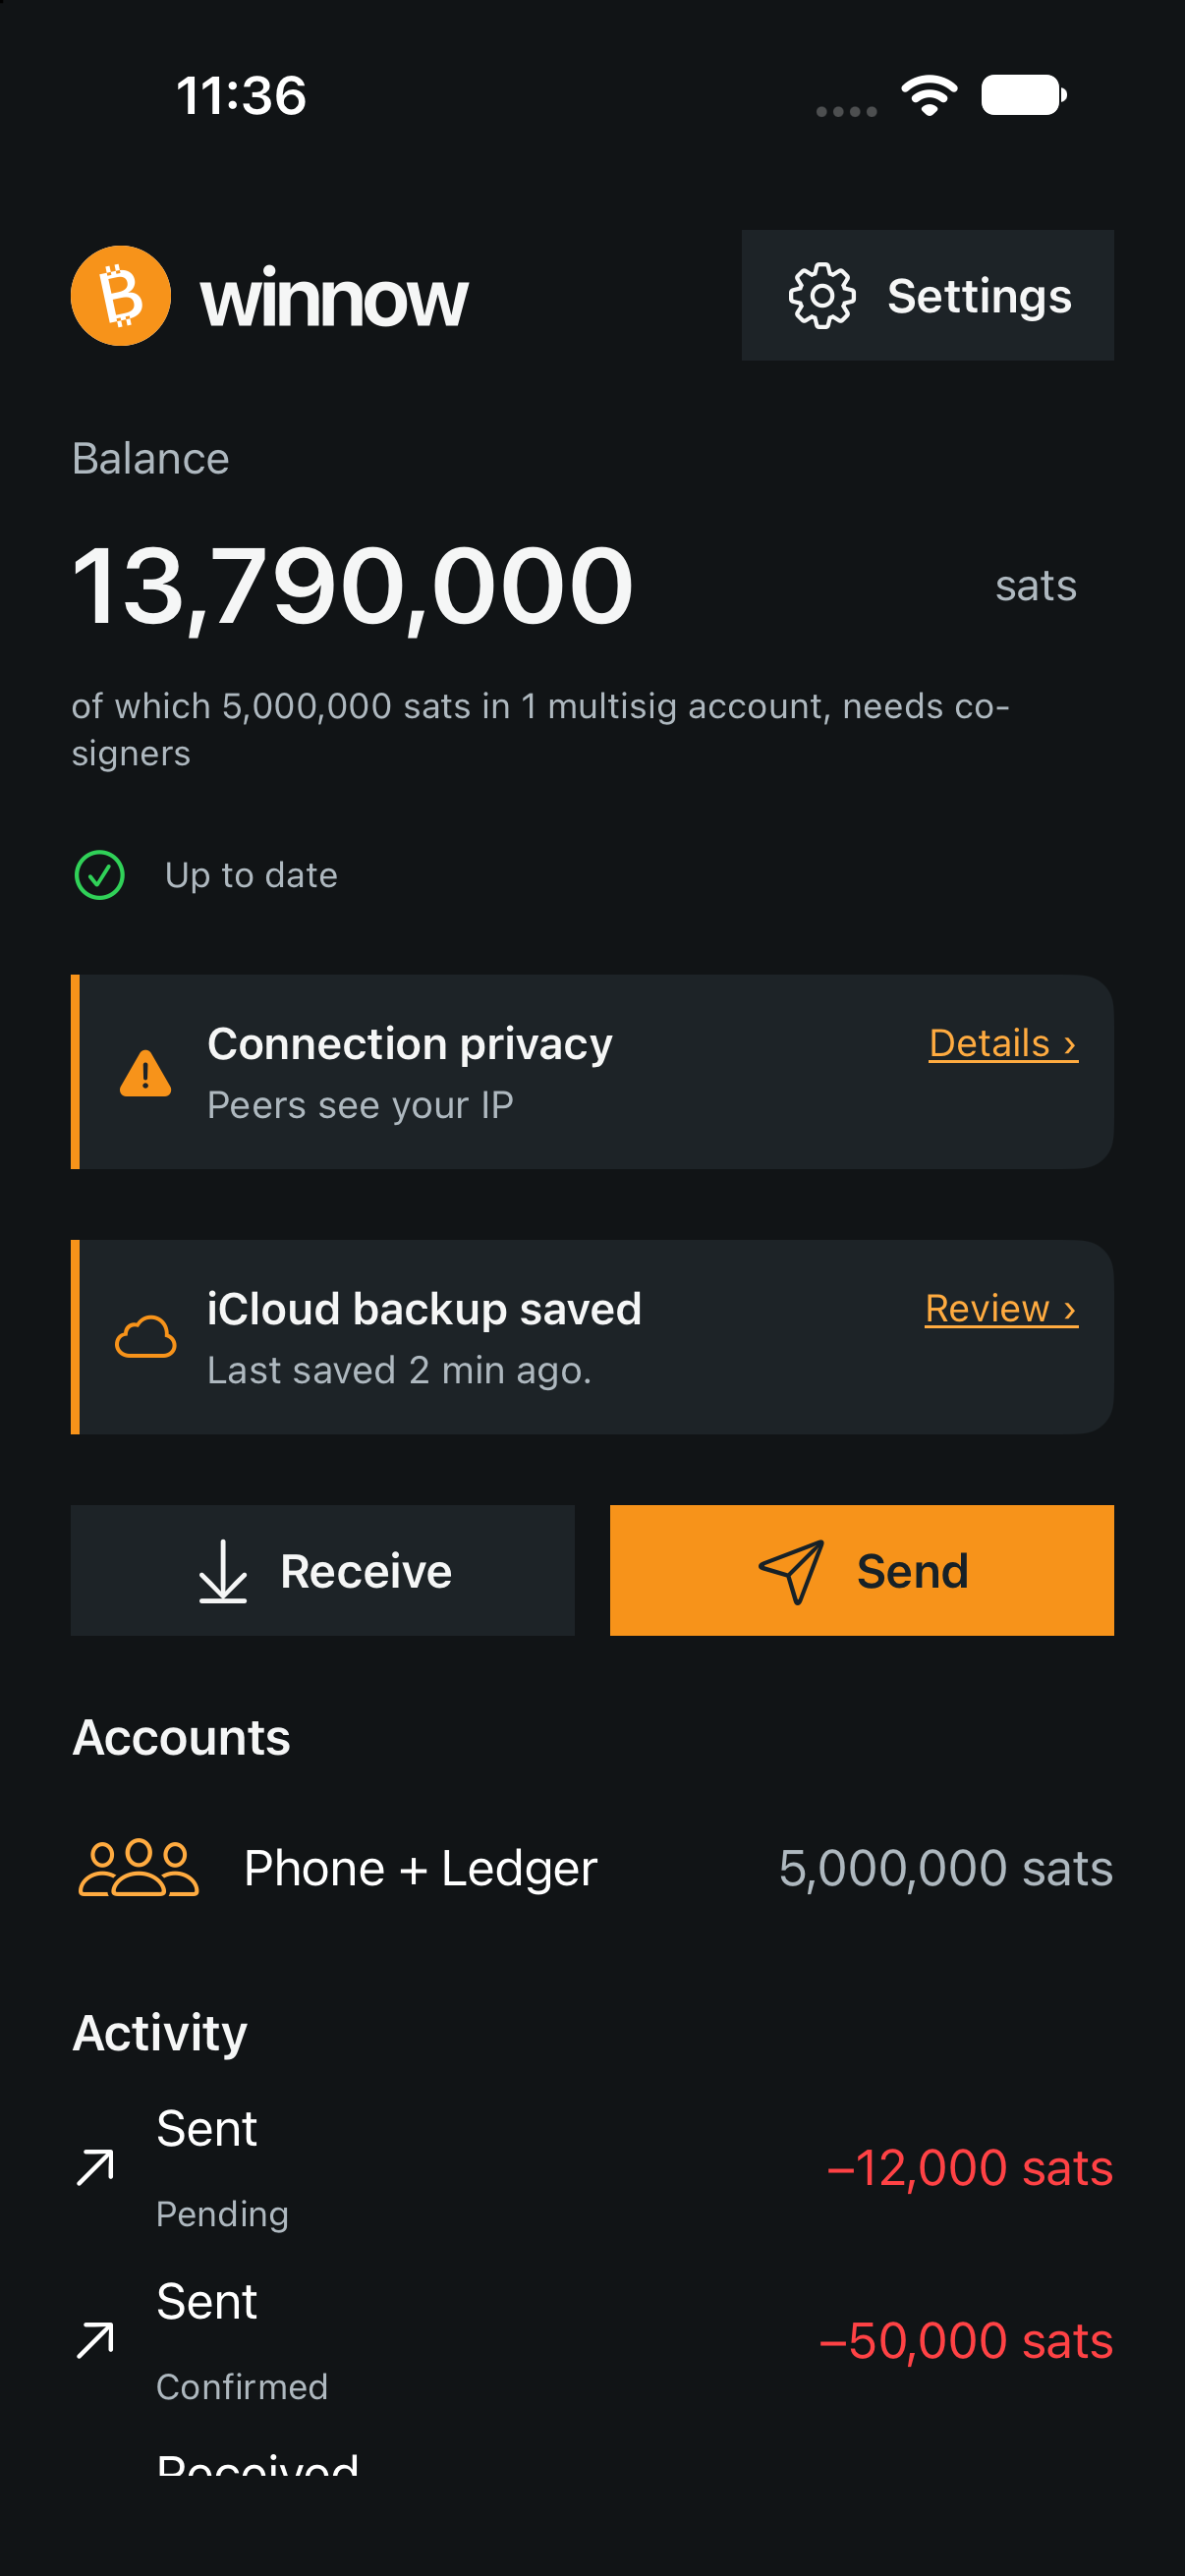 11:36
winnow
Settings
Balance
13,790,000 sats
of which 5,000,000 sats in 1 multisig account, needs co-
signers
Up to date
Connection privacy
Details ›
Peers see your IP
iCloud backup saved
Review ›
Last saved 2 min ago.
Receive
Send
Accounts
Phone + Ledger 5,000,000 sats
Activity
Sent
–12,000 sats
Pending
Sent
–50,000 sats
Confirmed
Received